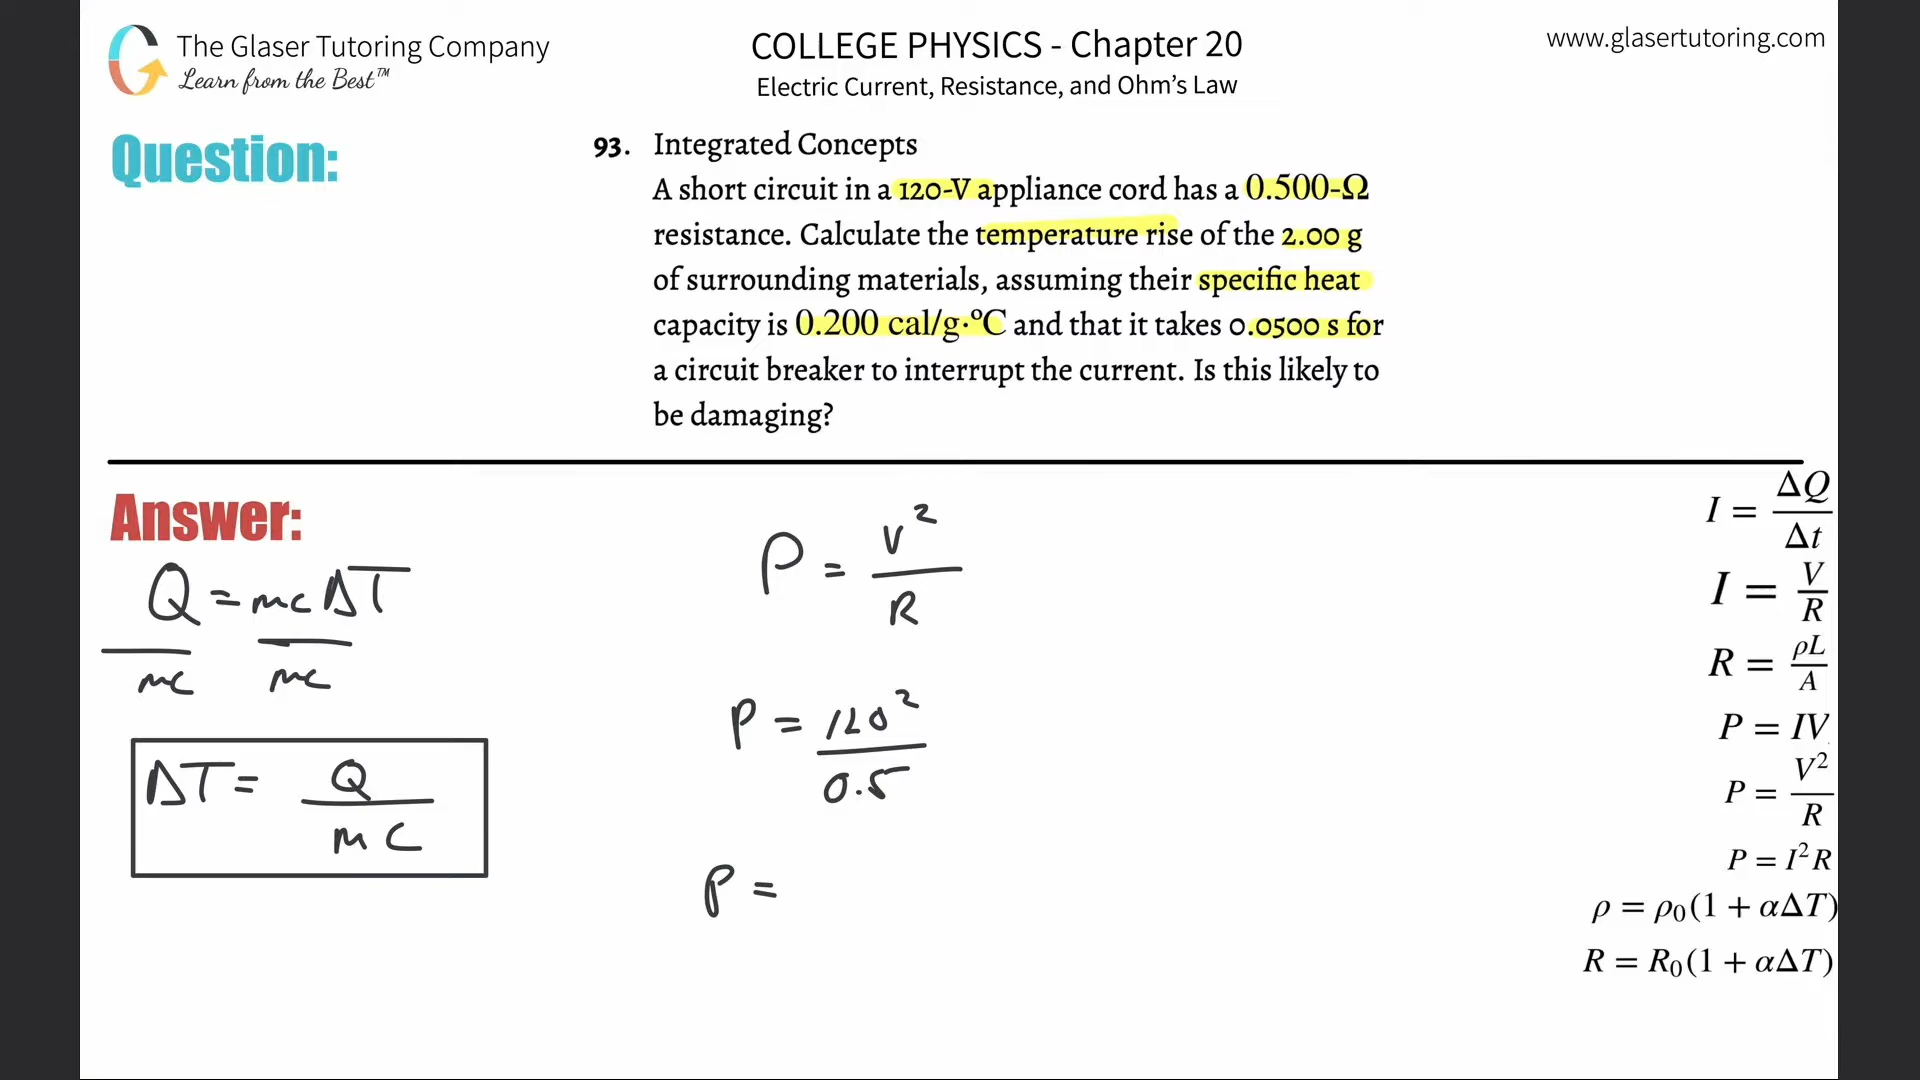 The Glaser Tutoring Company
Learn from the Best™
COLLEGE PHYSICS - Chapter 20
Electric Current, Resistance, and Ohm's Law
www.glasertutoring.com
Question:
93. Integrated Concepts
A short circuit in a 120-V appliance cord has a 0.500-Ω
resistance. Calculate the temperature rise of the 2.00 g
of surrounding materials, assuming their specific heat
capacity is 0.200 cal/g·ºC and that it takes 0.0500 s for
a circuit breaker to interrupt the current. Is this likely to
be damaging?
Answer:
Q = mcΔT
mc mc
ΔT = Q / mc
P = V² / R
P = 120² / 0.5
P =
I = ΔQ / Δt
I = V / R
R = ρL / A
P = IV
P = V² / R
P = I²R
ρ = ρ₀(1 + αΔT)
R = R₀(1 + αΔT)